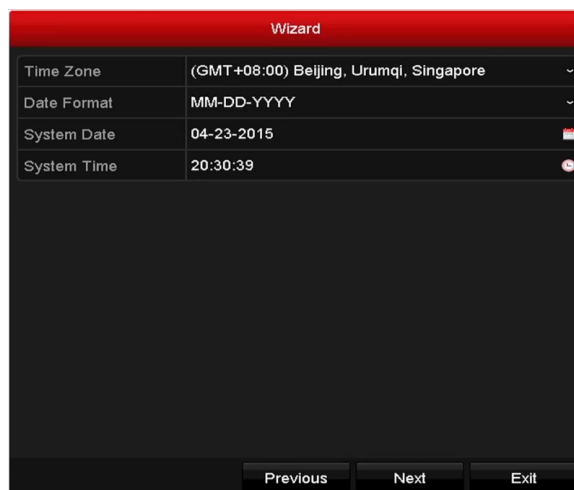 Wizard
Time Zone (GMT+08:00) Beijing, Urumqi, Singapore
Date Format MM-DD-YYYY
System Date 04-23-2015
System Time 20:30:39
Previous Next Exit